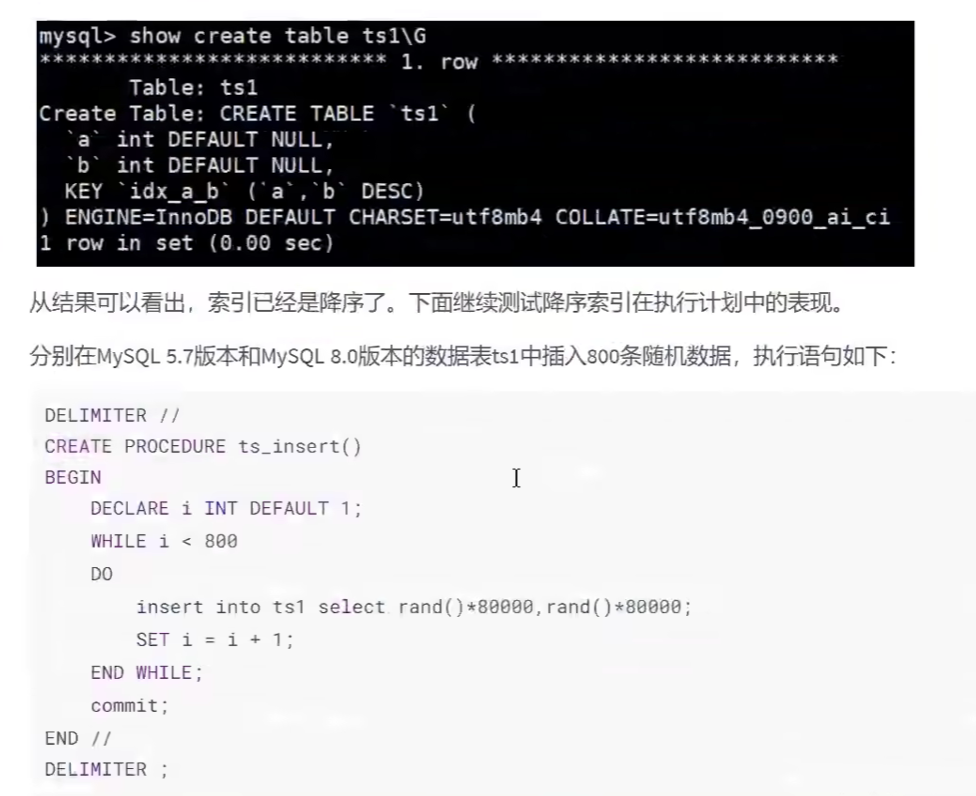 mysql> show create table ts1\G
*************************** 1. row ***************************
Table: ts1
Create Table: CREATE TABLE `ts1` (
`a` int DEFAULT NULL,
`b` int DEFAULT NULL,
KEY `idx_a_b` (`a`,`b` DESC)
) ENGINE=InnoDB DEFAULT CHARSET=utf8mb4 COLLATE=utf8mb4_0900_ai_ci
1 row in set (0.00 sec)
从结果可以看出，索引已经是降序了。下面继续测试降序索引在执行计划中的表现。
分别在MySQL 5.7版本和MySQL 8.0版本的数据表ts1中插入800条随机数据，执行语句如下：
DELIMITER //
CREATE PROCEDURE ts_insert()
BEGIN
DECLARE i INT DEFAULT 1;
WHILE i < 800
DO
insert into ts1 select rand()*80000,rand()*80000;
SET i = i + 1;
END WHILE;
commit;
END //
DELIMITER ;